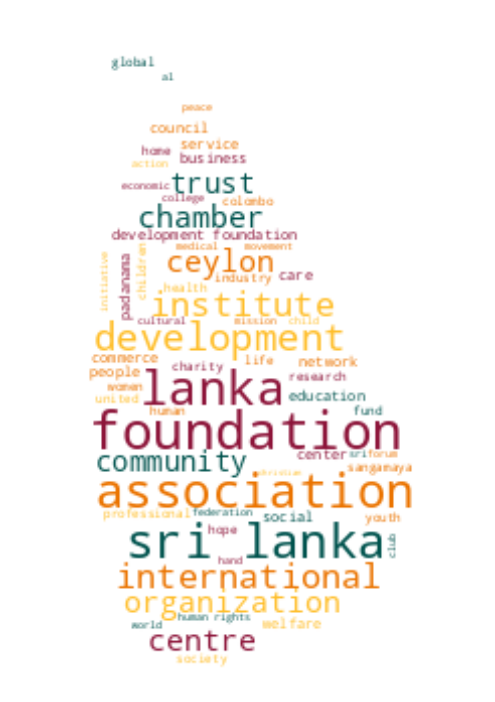 global
al
peace
council
service
home
business
action
economic
trust
college
colombo
chamber
development foundation
medical
movement
ceylon
initiative
padanama
children
industry
care
health
institute
cultural
mission
child
development
commerce
life
network
people
charity
research
women
lanka
united
education
human
fund
foundation
community
center
sri
forum
sangamaya
association
professional
federation
social
youth
hope
sri lanka
club
hand
international
organization
human rights
world
welfare
centre
society